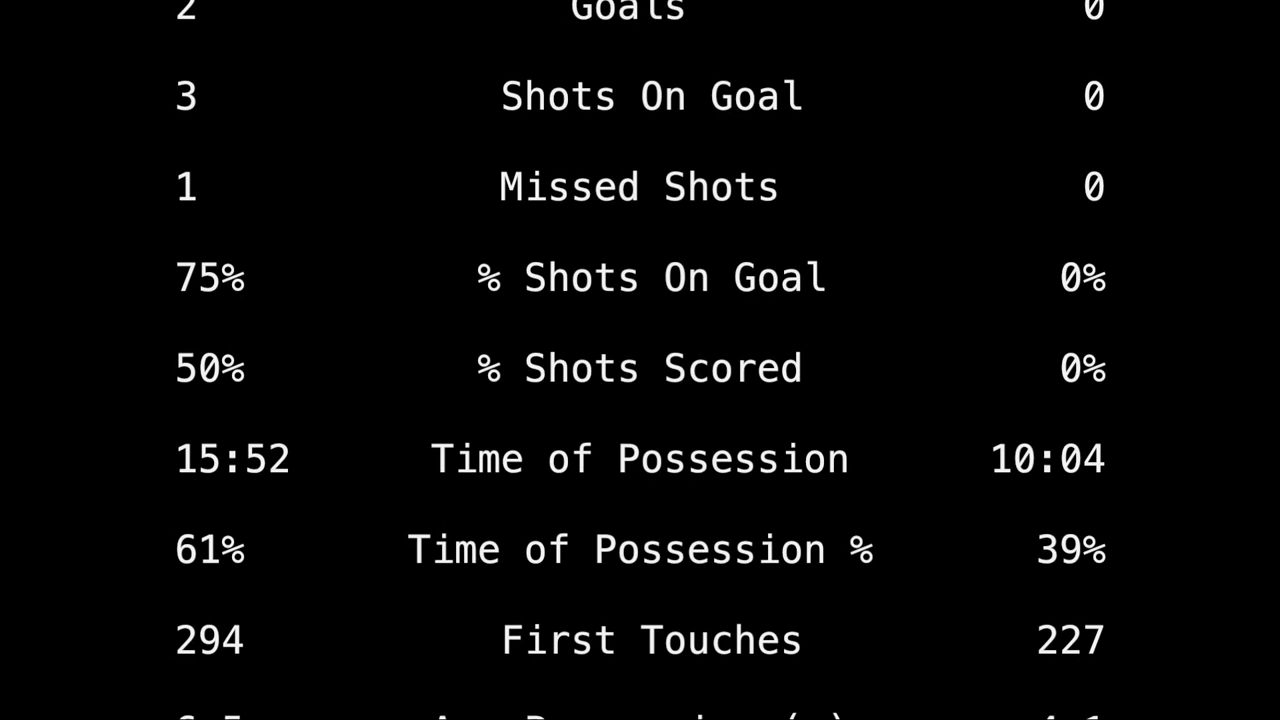 2 Goals 0
3 Shots On Goal 0
1 Missed Shots 0
75% % Shots On Goal 0%
50% % Shots Scored 0%
15:52 Time of Possession 10:04
61% Time of Possession % 39%
294 First Touches 227